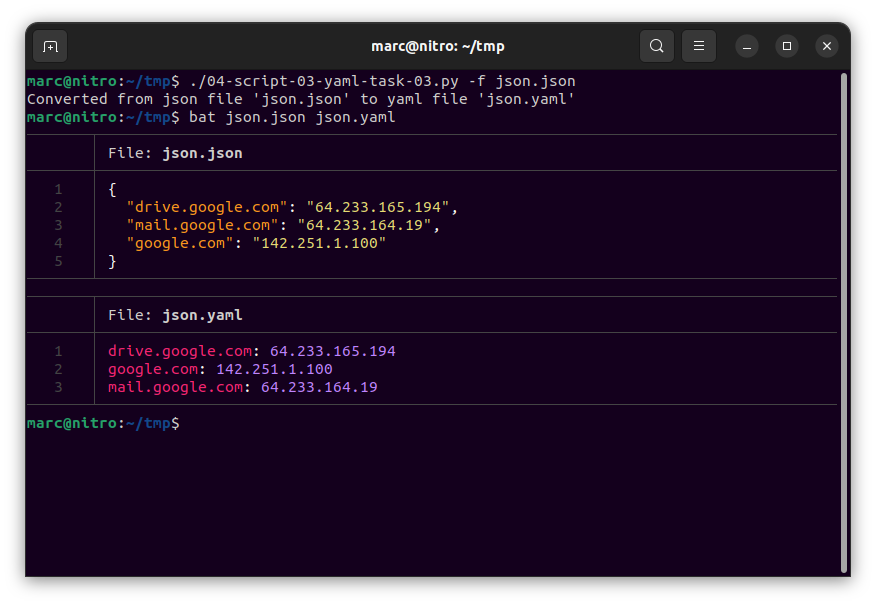 marc@nitro: ~/tmp
marc@nitro:~/tmp$ ./04-script-03-yaml-task-03.py -f json.json
Converted from json file 'json.json' to yaml file 'json.yaml'
marc@nitro:~/tmp$ bat json.json json.yaml
File: json.json
1 {
2   "drive.google.com": "64.233.165.194",
3   "mail.google.com": "64.233.164.19",
4   "google.com": "142.251.1.100"
5 }
File: json.yaml
1 drive.google.com: 64.233.165.194
2 google.com: 142.251.1.100
3 mail.google.com: 64.233.164.19
marc@nitro:~/tmp$